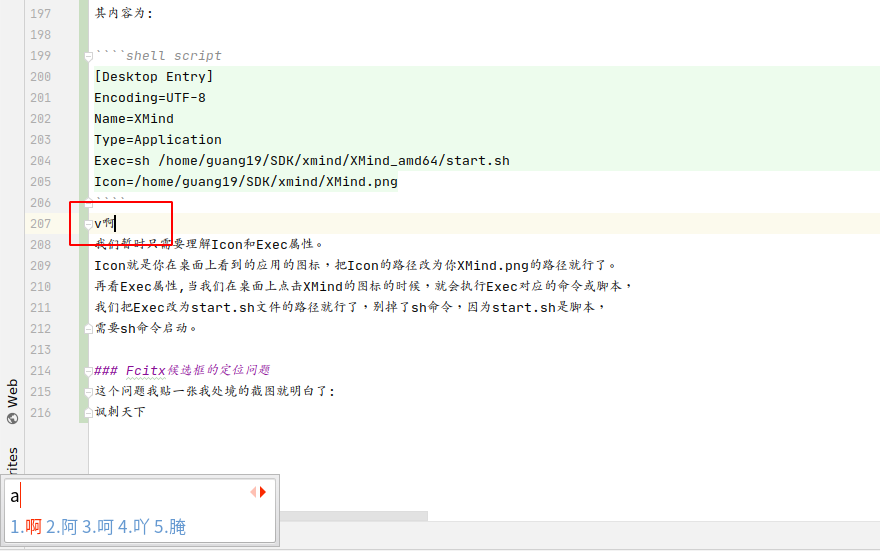 197 其内容为:
198
199 ````shell script
200 [Desktop Entry]
201 Encoding=UTF-8
202 Name=XMind
203 Type=Application
204 Exec=sh /home/guang19/SDK/xmind/XMind_amd64/start.sh
205 Icon=/home/guang19/SDK/xmind/XMind.png
206 ````
207 v啊
208 我们暂时只需要理解Icon和Exec属性。
209 Icon就是你在桌面上看到的应用的图标，把Icon的路径改为你XMind.png的路径就行了。
210 再看Exec属性,当我们在桌面上点击XMind的图标的时候，就会执行Exec对应的命令或脚本，
211 我们把Exec改为start.sh文件的路径就行了，别掉了sh命令，因为start.sh是脚本，
212 需要sh命令启动。
213
214 ### Fcitx候选框的定位问题
215 这个问题我贴一张我处境的截图就明白了:
216 讽刺天下
Web
rites
a
1.啊 2.阿 3.呵 4.吖 5.腌